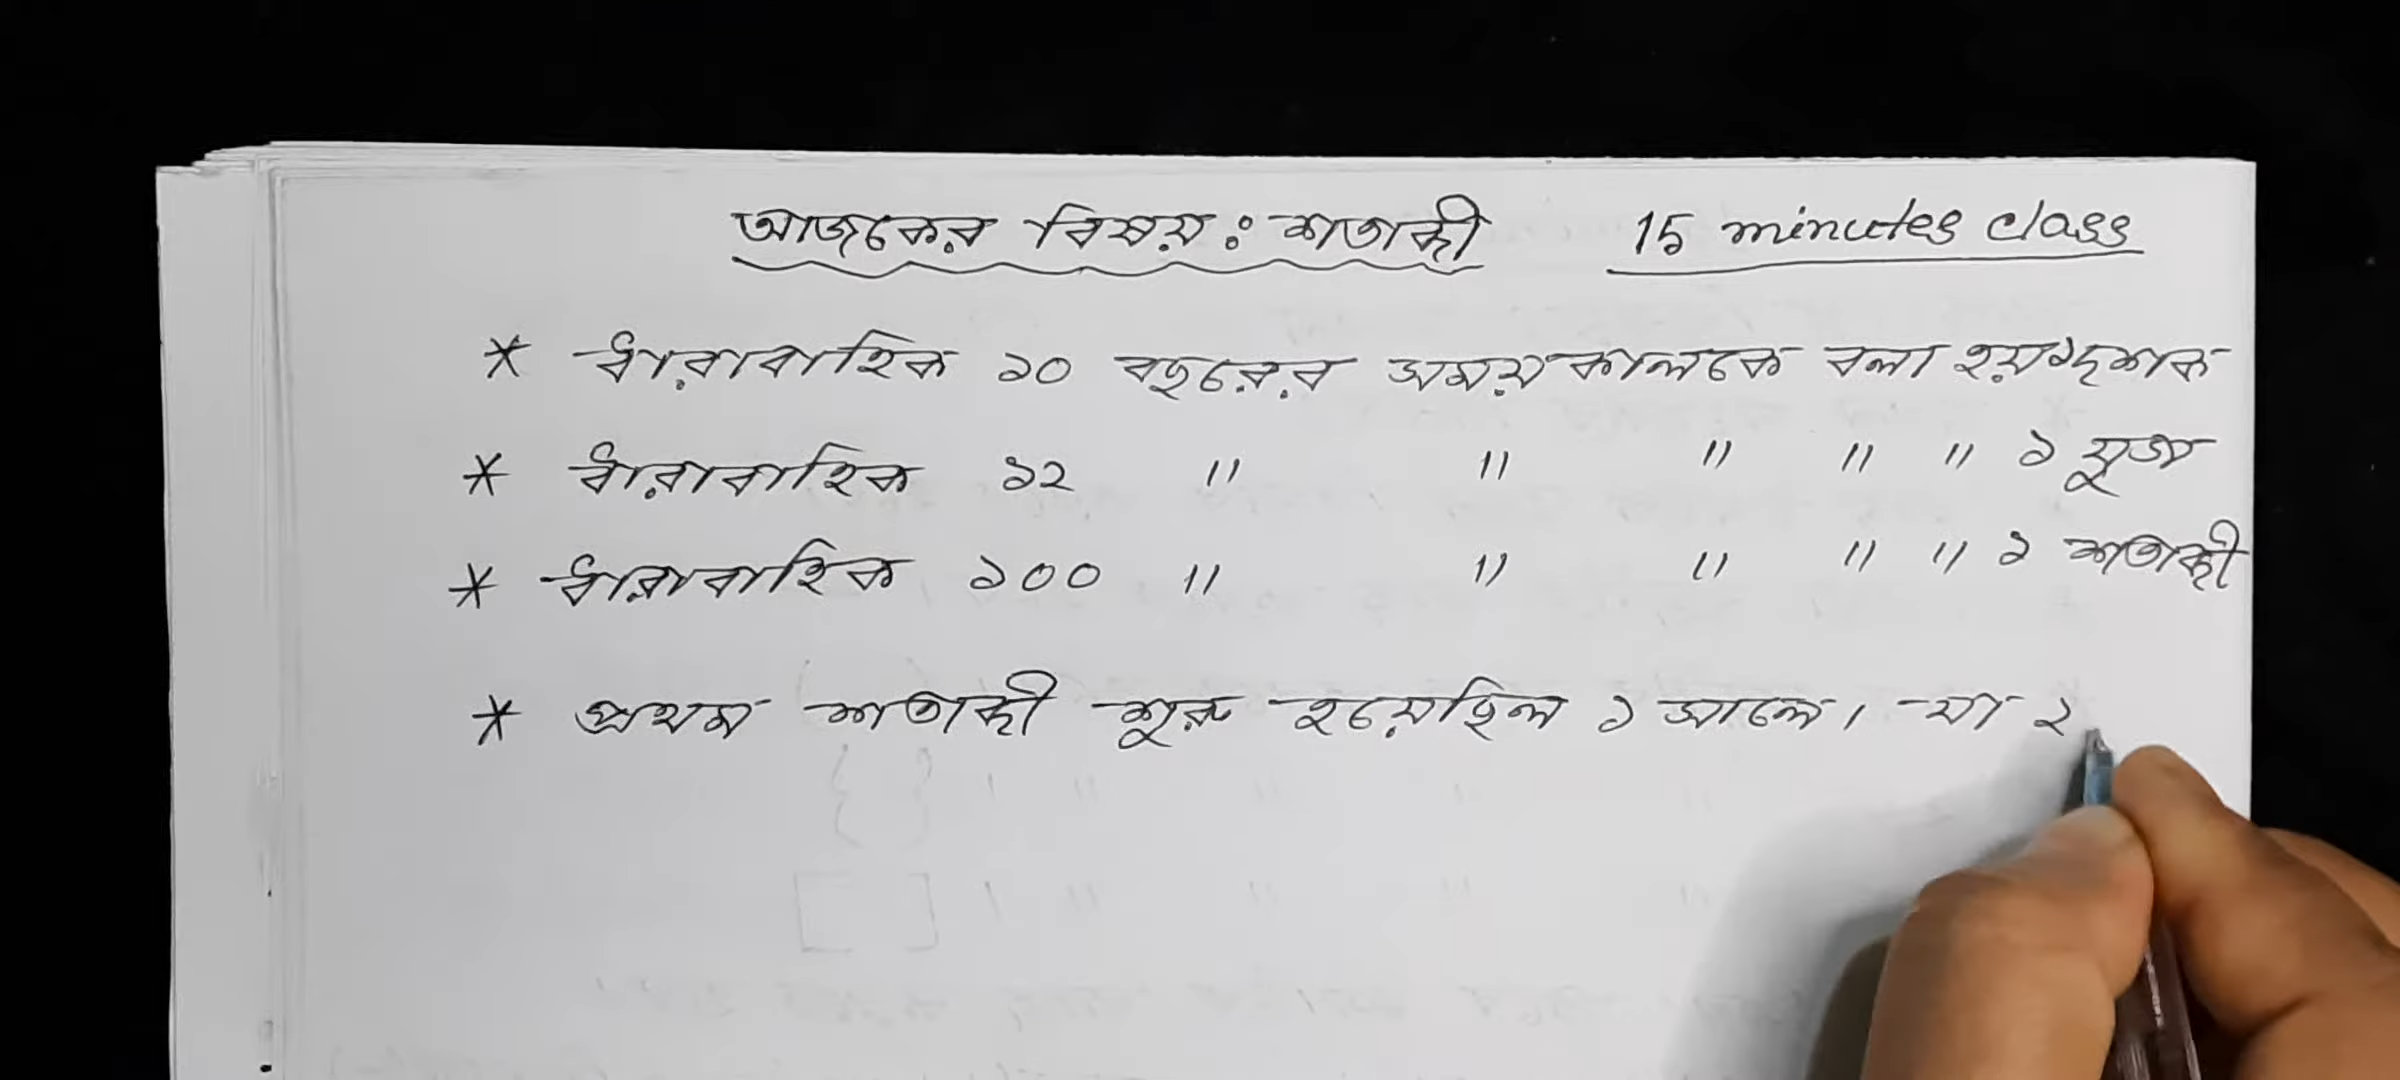 আজকের বিষয়ঃ শতাব্দী 15 minutes class
* ধারাবাহিক ১০ বছরের সময়কালকে বলা হয় ১ দশক
* ধারাবাহিক ১২ " " " " " ১ যুগ
* ধারাবাহিক ১০০ " " " " " ১ শতাব্দী
* প্রথম শতাব্দী শুরু হয়েছিল ১ সালে। যা ২